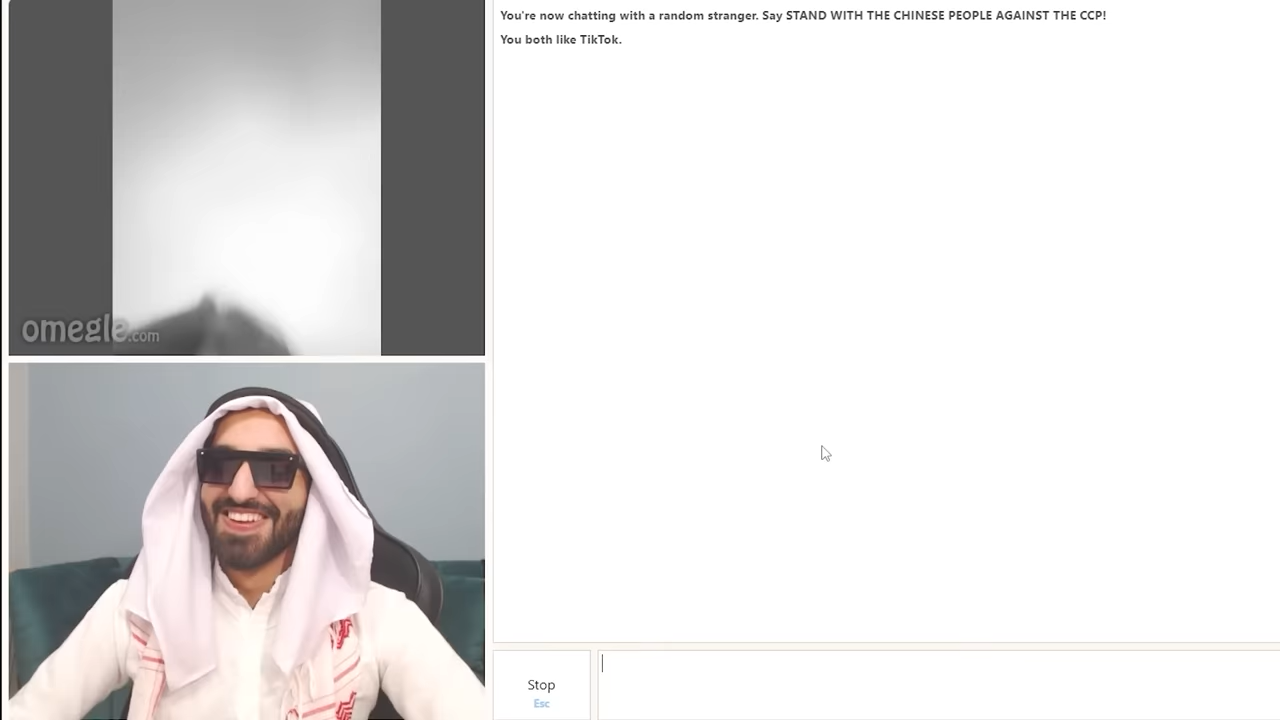 You're now chatting with a random stranger. Say STAND WITH THE CHINESE PEOPLE AGAINST THE CCP!
You both like TikTok.
omegle.com
Stop
Esc